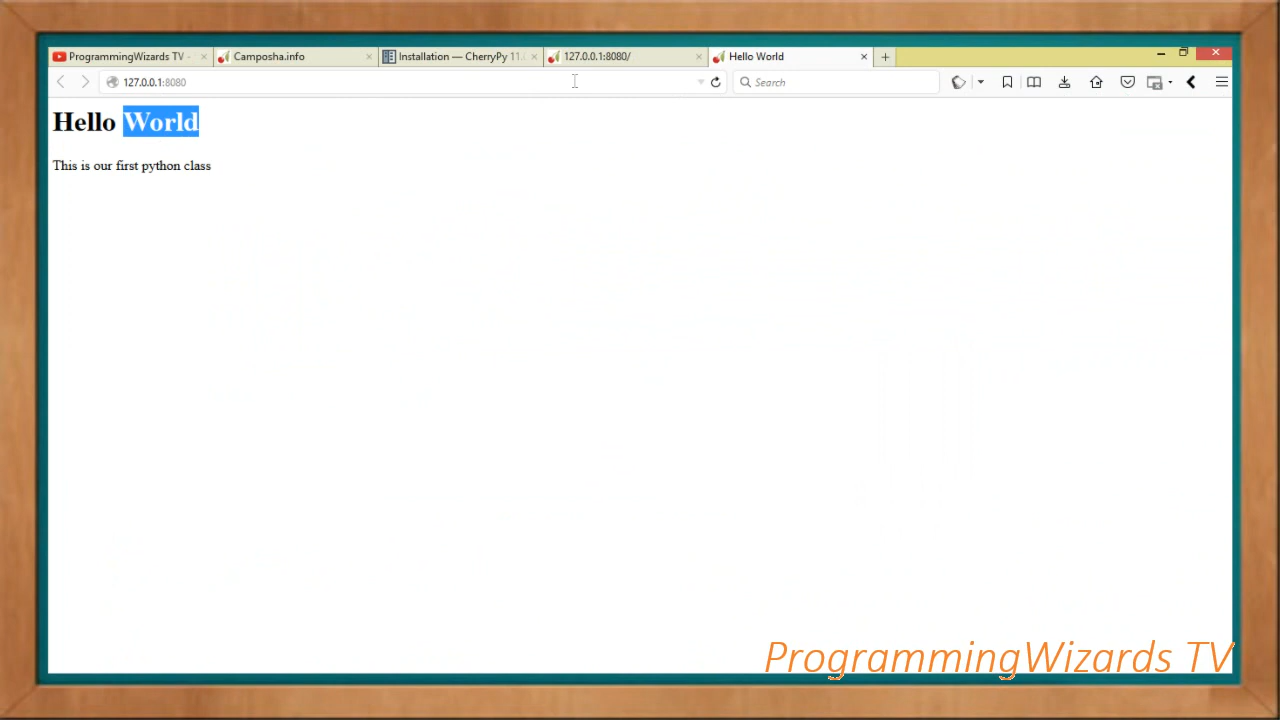 ProgrammingWizards TV -
Camposha.info
Installation — CherryPy 11.
127.0.0.1:8080/
Hello World
127.0.0.1:8080
Search
Hello World
This is our first python class
ProgrammingWizards TV